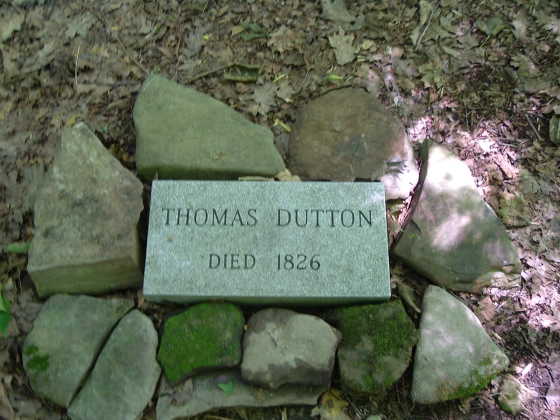 THOMAS DUTTON
DIED 1826